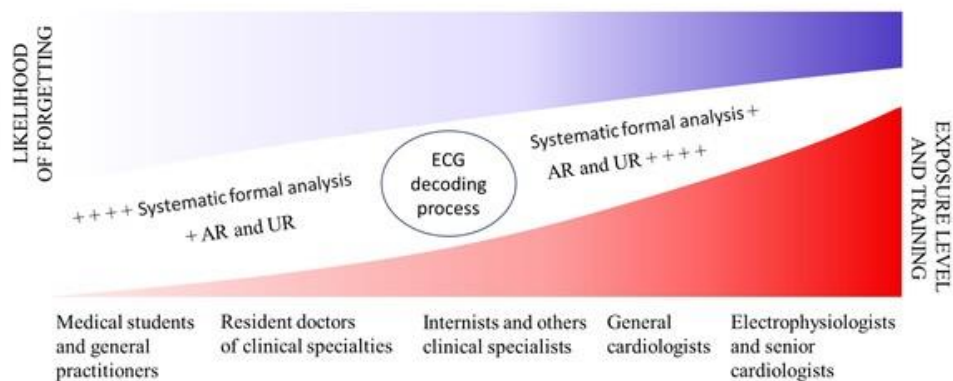 LIKELIHOOD
OF FORGETTING
++++ Systematic formal analysis
+ AR and UR
ECG
decoding
process
Systematic formal analysis +
AR and UR ++++
EXPOSURE LEVEL
AND TRAINING
Medical students
and general
practitioners
Resident doctors
of clinical specialties
Internists and others
clinical specialists
General
cardiologists
Electrophysiologists
and senior
cardiologists